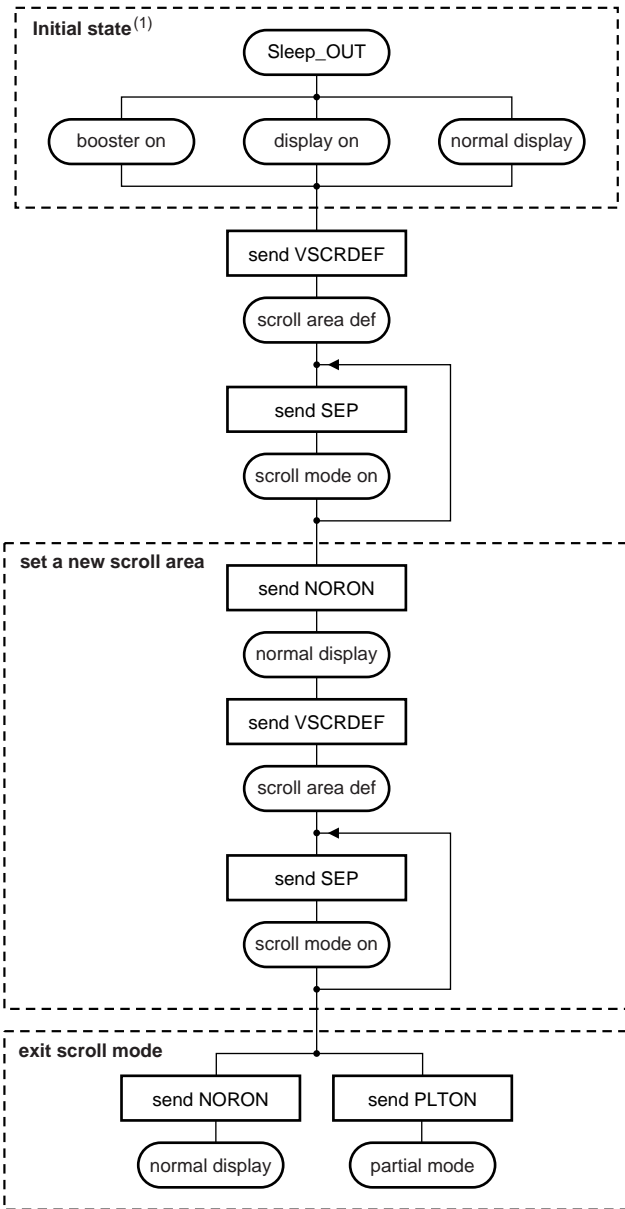 Initial state(1)
Sleep_OUT
booster on
display on
normal display
send VSCRDEF
scroll area def
send SEP
scroll mode on
set a new scroll area
send NORON
normal display
send VSCRDEF
scroll area def
send SEP
scroll mode on
exit scroll mode
send NORON
send PLTON
normal display
partial mode